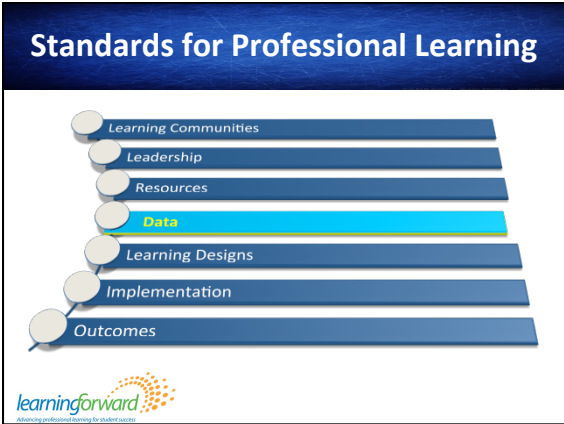 Standards for Professional Learning
Learning Communities
Leadership
Resources
Data
Learning Designs
Implementation
Outcomes
learningforward
Advancing professional learning for student success